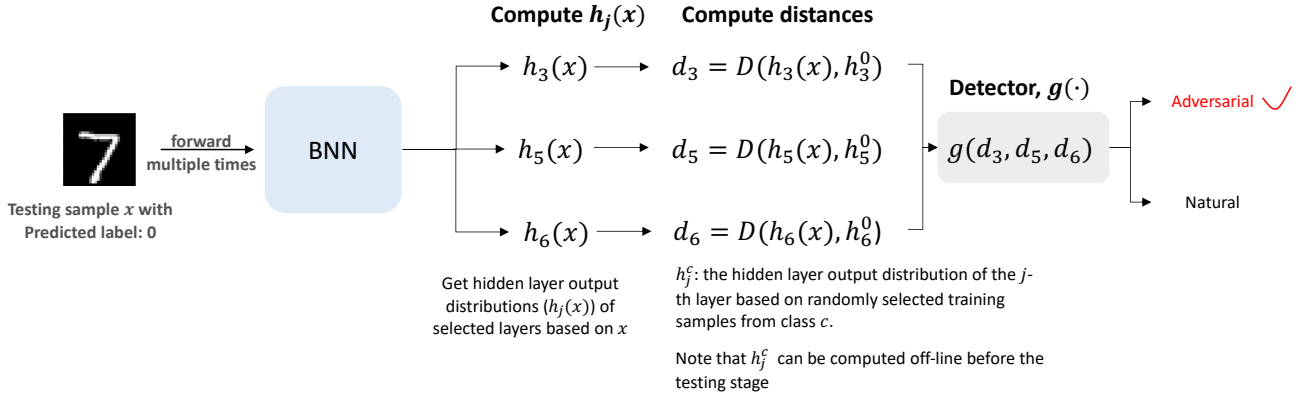 Compute h_j(x)
Compute distances
h_3(x)
d_3 = D(h_3(x), h_3^0)
Detector, g(·)
Adversarial
forward
multiple times
BNN
h_5(x)
d_5 = D(h_5(x), h_5^0)
g(d_3, d_5, d_6)
Testing sample x with
Predicted label: 0
h_6(x)
d_6 = D(h_6(x), h_6^0)
Natural
Get hidden layer output
distributions (h_j(x)) of
selected layers based on x
h_j^c: the hidden layer output distribution of the j-
th layer based on randomly selected training
samples from class c.
Note that h_j^c can be computed off-line before the
testing stage